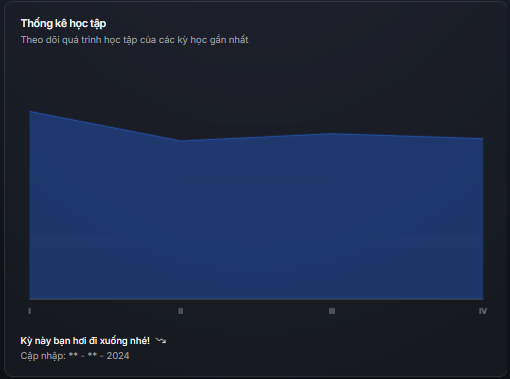 Thống kê học tập
Theo dõi quá trình học tập của các kỳ học gần nhất
I
II
III
IV
Kỳ này bạn hơi đi xuống nhé!
Cập nhập: ** - ** - 2024